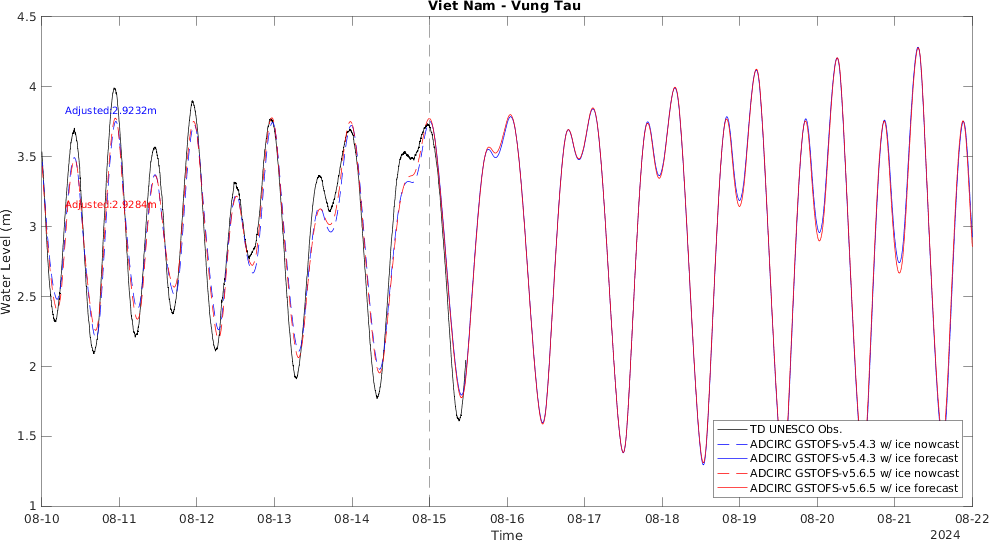 Viet Nam - Vung Tau
4.5
4
3.5
3
2.5
2
1.5
1
Water Level (m)
Adjusted:2.9232m
Adjusted:2.9284m
TD UNESCO Obs.
ADCIRC GSTOFS-v5.4.3 w/ ice nowcast
ADCIRC GSTOFS-v5.4.3 w/ ice forecast
ADCIRC GSTOFS-v5.6.5 w/ ice nowcast
ADCIRC GSTOFS-v5.6.5 w/ ice forecast
08-10 08-11 08-12 08-13 08-14 08-15 08-16 08-17 08-18 08-19 08-20 08-21 08-22
Time
2024